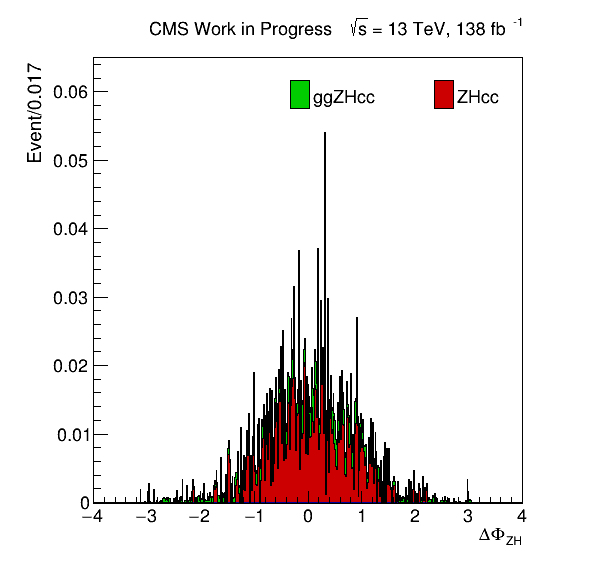 CMS Work in Progress √s = 13 TeV, 138 fb⁻¹
Event/0.017
ggZHcc ZHcc
0.06
0.05
0.04
0.03
0.02
0.01
0
−4 −3 −2 −1 0 1 2 3 4
ΔΦ_ZH